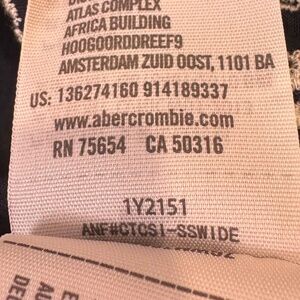 ATLAS COMPLEX
AFRICA BUILDING
HOOGOORDDREEF9
AMSTERDAM ZUID OOST, 1101 BA
US: 136274160 914189337
www.abercrombie.com
RN 75654 CA 50316
1Y2151
ANF#CTCSI-SSWIDE